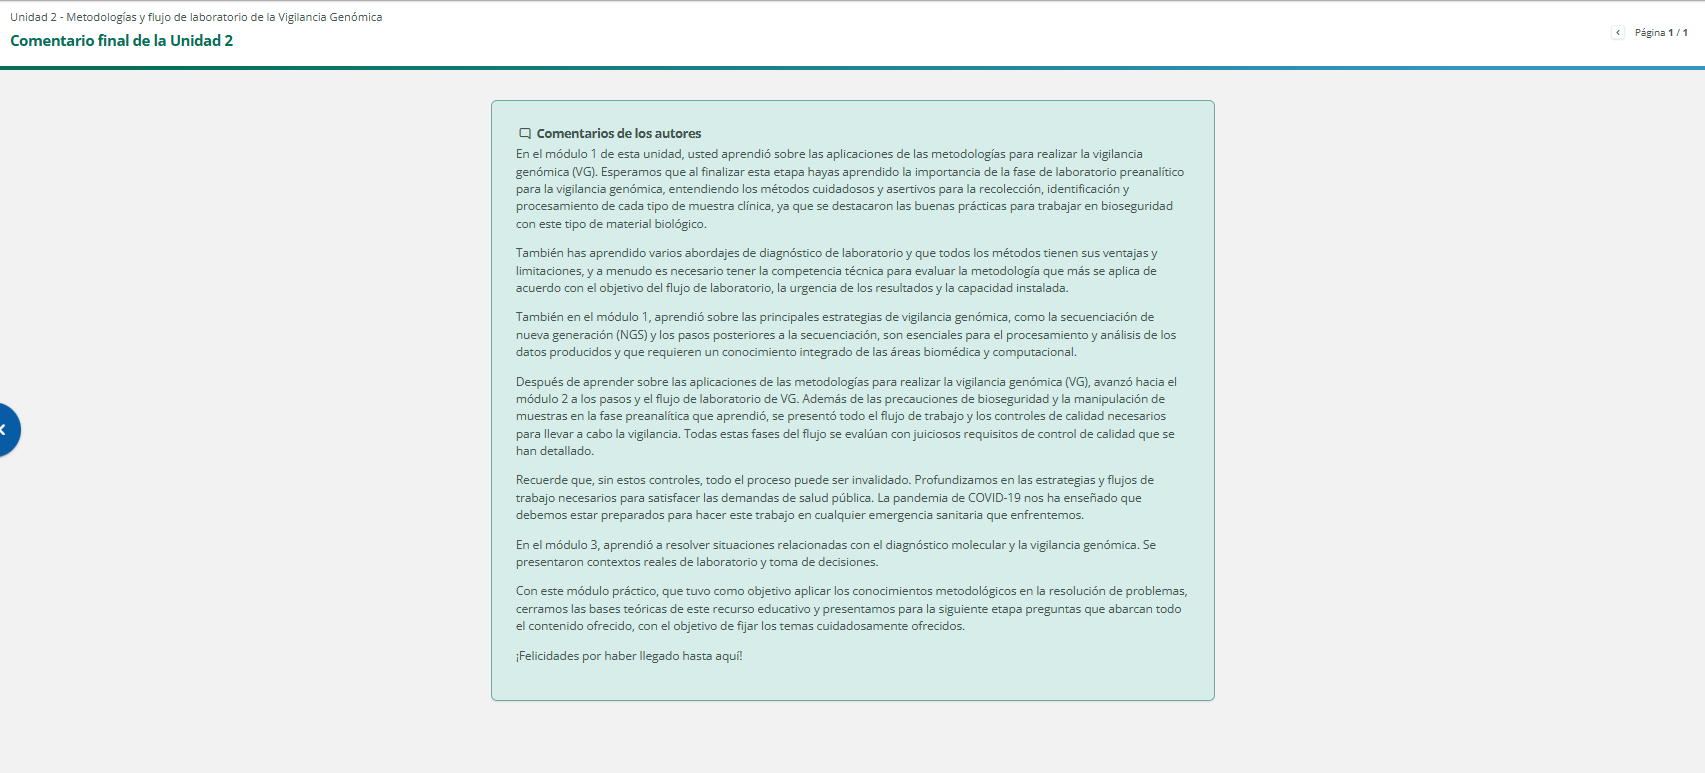 Unidad 2 - Metodologías y flujo de laboratorio de la Vigilancia Genómica
Comentario final de la Unidad 2
Página 1 / 1
Comentarios de los autores
En el módulo 1 de esta unidad, usted aprendió sobre las aplicaciones de las metodologías para realizar la vigilancia
genómica (VG). Esperamos que al finalizar esta etapa hayas aprendido la importancia de la fase de laboratorio preanalítico
para la vigilancia genómica, entendiendo los métodos cuidadosos y asertivos para la recolección, identificación y
procesamiento de cada tipo de muestra clínica, ya que se destacaron las buenas prácticas para trabajar en bioseguridad
con este tipo de material biológico.
También has aprendido varios abordajes de diagnóstico de laboratorio y que todos los métodos tienen sus ventajas y
limitaciones, y a menudo es necesario tener la competencia técnica para evaluar la metodología que más se aplica de
acuerdo con el objetivo del flujo de laboratorio, la urgencia de los resultados y la capacidad instalada.
También en el módulo 1, aprendió sobre las principales estrategias de vigilancia genómica, como la secuenciación de
nueva generación (NGS) y los pasos posteriores a la secuenciación, son esenciales para el procesamiento y análisis de los
datos producidos y que requieren un conocimiento integrado de las áreas biomédica y computacional.
Después de aprender sobre las aplicaciones de las metodologías para realizar la vigilancia genómica (VG), avanzó hacia el
módulo 2 a los pasos y el flujo de laboratorio de VG. Además de las precauciones de bioseguridad y la manipulación de
muestras en la fase preanalítica que aprendió, se presentó todo el flujo de trabajo y los controles de calidad necesarios
para llevar a cabo la vigilancia. Todas estas fases del flujo se evalúan con juiciosos requisitos de control de calidad que se
han detallado.
Recuerde que, sin estos controles, todo el proceso puede ser invalidado. Profundizamos en las estrategias y flujos de
trabajo necesarios para satisfacer las demandas de salud pública. La pandemia de COVID-19 nos ha enseñado que
debemos estar preparados para hacer este trabajo en cualquier emergencia sanitaria que enfrentemos.
En el módulo 3, aprendió a resolver situaciones relacionadas con el diagnóstico molecular y la vigilancia genómica. Se
presentaron contextos reales de laboratorio y toma de decisiones.
Con este módulo práctico, que tuvo como objetivo aplicar los conocimientos metodológicos en la resolución de problemas,
cerramos las bases teóricas de este recurso educativo y presentamos para la siguiente etapa preguntas que abarcan todo
el contenido ofrecido, con el objetivo de fijar los temas cuidadosamente ofrecidos.
¡Felicidades por haber llegado hasta aquí!